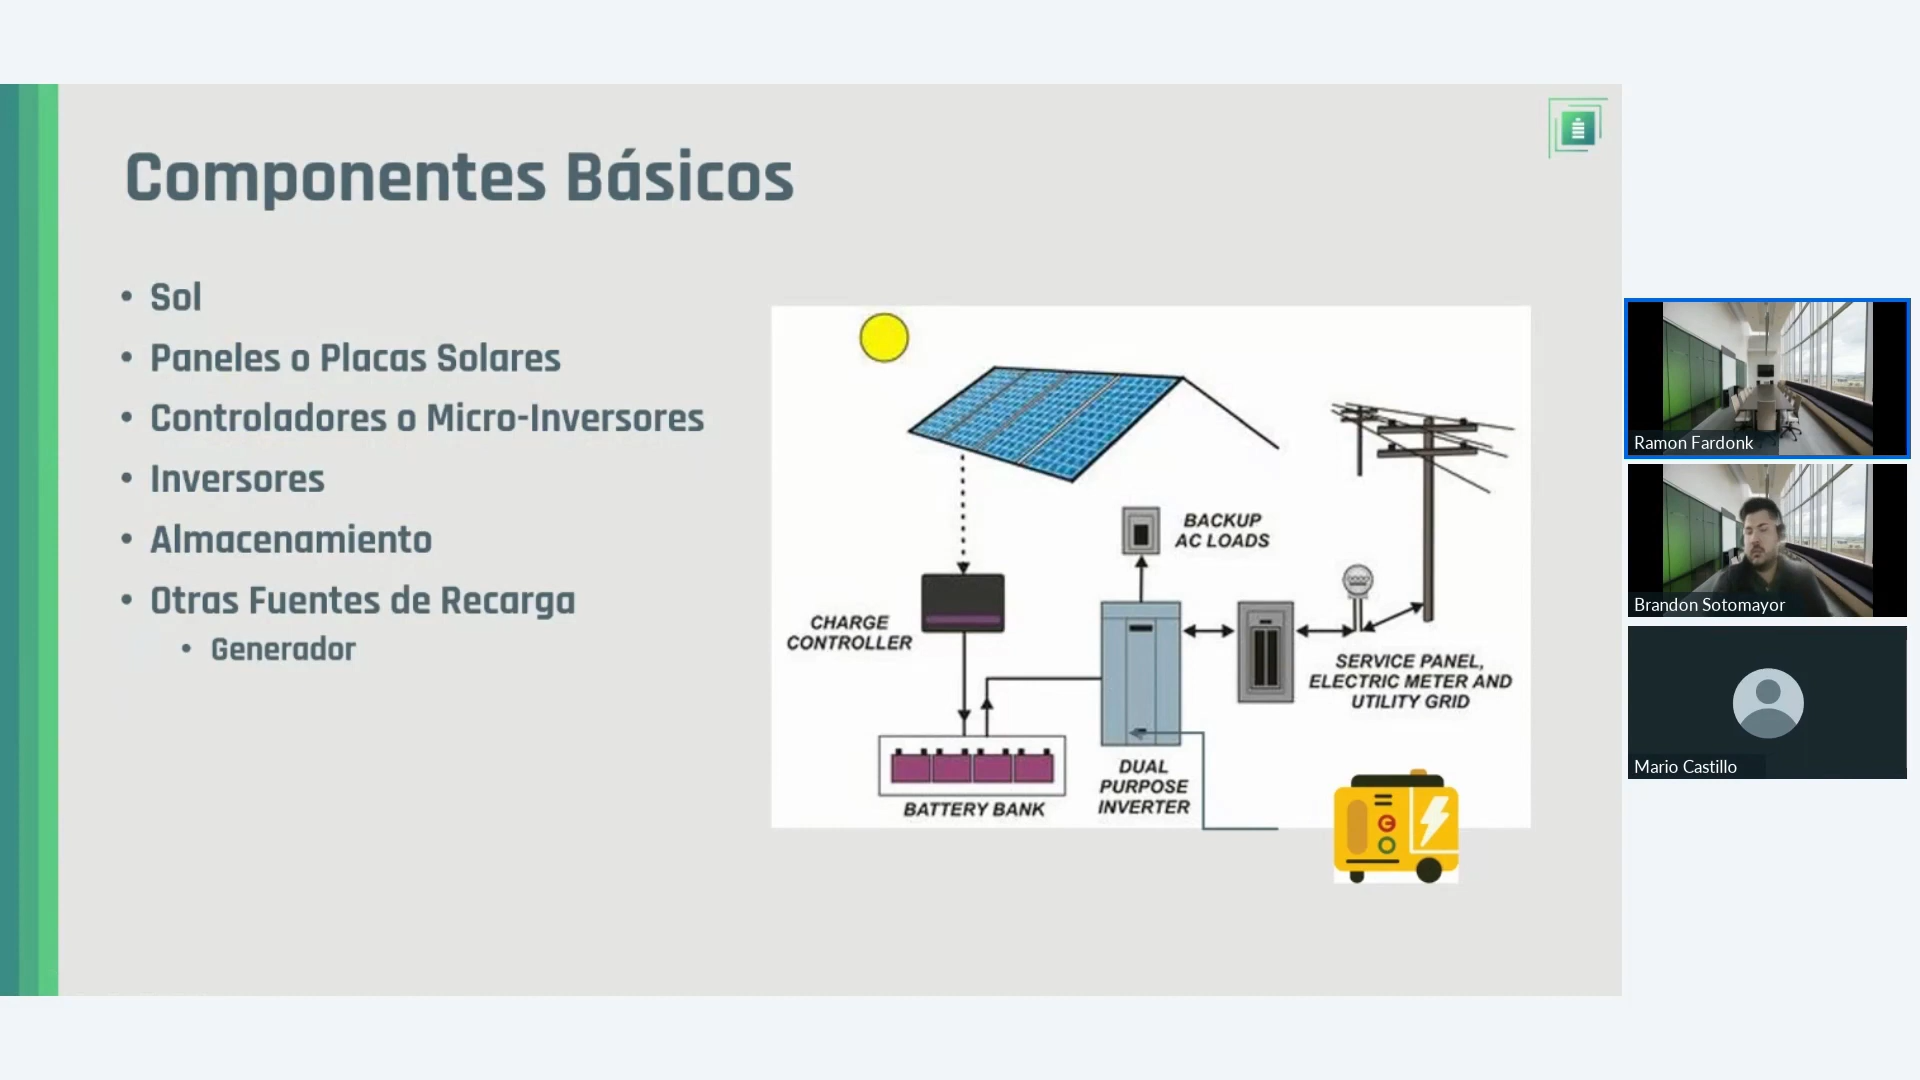 Componentes Básicos
• Sol
• Paneles o Placas Solares
• Controladores o Micro-Inversores
• Inversores
• Almacenamiento
• Otras Fuentes de Recarga
• Generador
BACKUP
AC LOADS
CHARGE
CONTROLLER
SERVICE PANEL,
ELECTRIC METER AND
UTILITY GRID
DUAL
PURPOSE
INVERTER
BATTERY BANK
Ramon Fardonk
Brandon Sotomayor
Mario Castillo